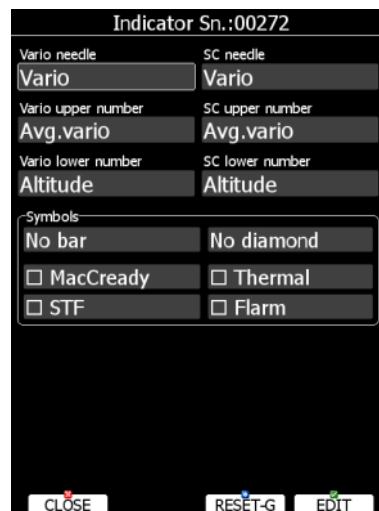 Indicator Sn.:00272
Vario needle SC needle
Vario Vario
Vario upper number SC upper number
Avg.vario Avg.vario
Vario lower number SC lower number
Altitude Altitude
Symbols
No bar No diamond
MacCready Thermal
STF Flarm
CLOSE RESET-G EDIT